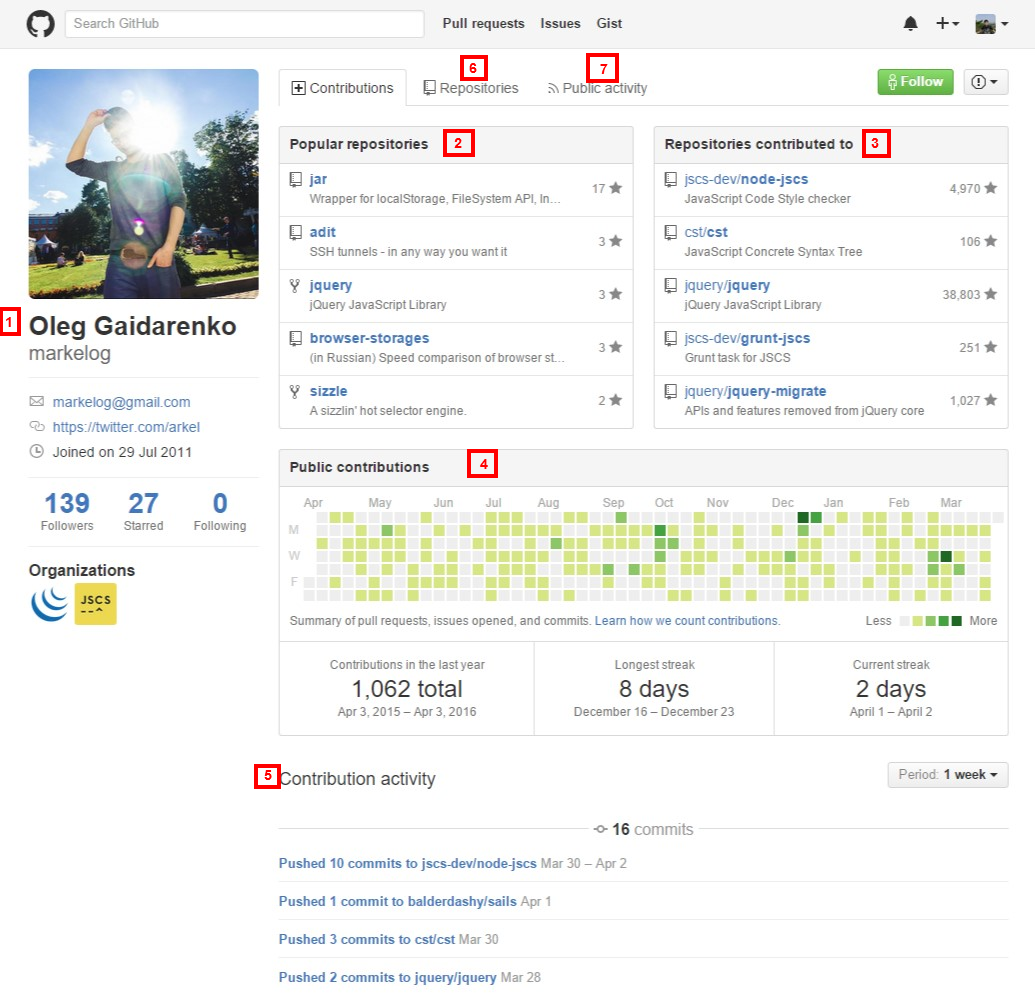 Search GitHub
Pull requests Issues Gist
6
7
Contributions Repositories Public activity
Follow
Popular repositories 2
jar
Wrapper for localStorage, FileSystem API, In...
17
adit
SSH tunnels - in any way you want it
3
jquery
jQuery JavaScript Library
3
browser-storages
(in Russian) Speed comparison of browser st...
3
sizzle
A sizzlin' hot selector engine.
2
Repositories contributed to 3
jscs-dev/node-jscs
JavaScript Code Style checker
4,970
cst/cst
JavaScript Concrete Syntax Tree
106
jquery/jquery
jQuery JavaScript Library
38,803
jscs-dev/grunt-jscs
Grunt task for JSCS
251
jquery/jquery-migrate
APIs and features removed from jQuery core
1,027
1 Oleg Gaidarenko
markelog
markelog@gmail.com
https://twitter.com/arkel
Joined on 29 Jul 2011
139 27 0
Followers Starred Following
Organizations
JSCS
Public contributions 4
Apr May Jun Jul Aug Sep Oct Nov Dec Jan Feb Mar
M
W
F
Summary of pull requests, issues opened, and commits. Learn how we count contributions. Less More
Contributions in the last year
1,062 total
Apr 3, 2015 – Apr 3, 2016
Longest streak
8 days
December 16 – December 23
Current streak
2 days
April 1 – April 2
5 Contribution activity Period: 1 week
16 commits
Pushed 10 commits to jscs-dev/node-jscs Mar 30 – Apr 2
Pushed 1 commit to balderdashy/sails Apr 1
Pushed 3 commits to cst/cst Mar 30
Pushed 2 commits to jquery/jquery Mar 28